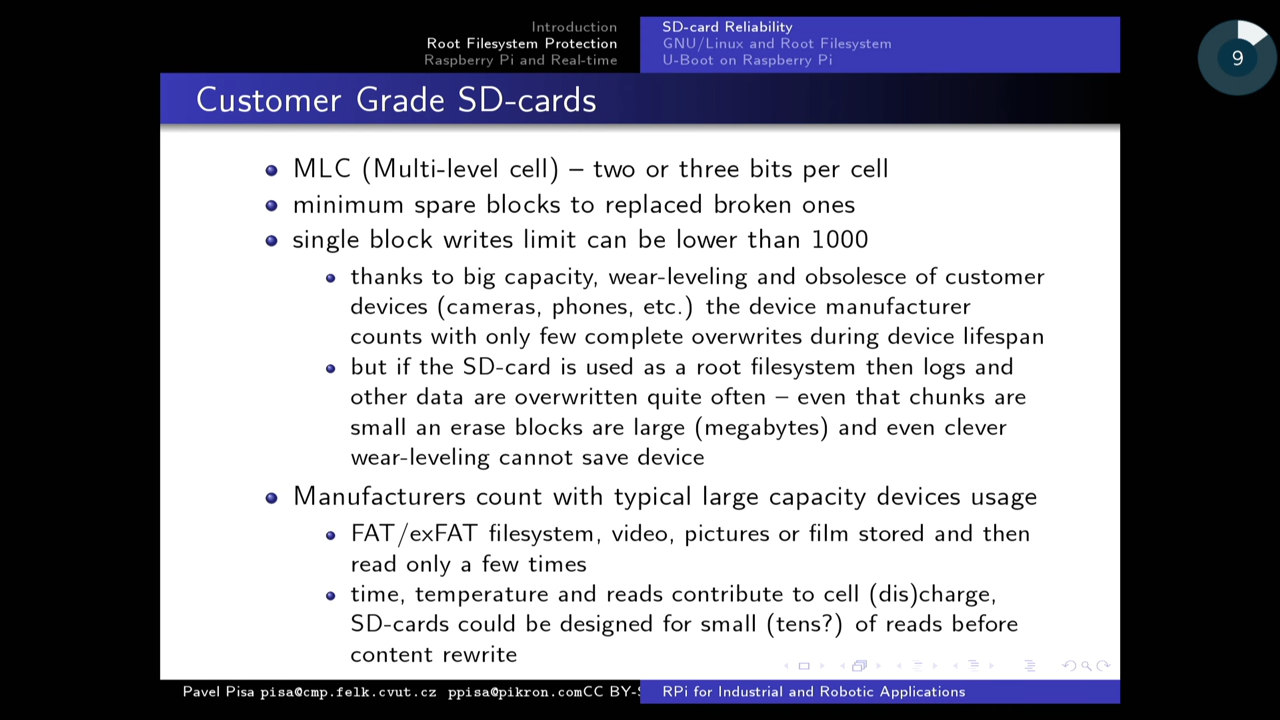 Introduction
Root Filesystem Protection
Raspberry Pi and Real-time
SD-card Reliability
GNU/Linux and Root Filesystem
U-Boot on Raspberry Pi
9
Customer Grade SD-cards
MLC (Multi-level cell) – two or three bits per cell
minimum spare blocks to replaced broken ones
single block writes limit can be lower than 1000
thanks to big capacity, wear-leveling and obsolesce of customer
devices (cameras, phones, etc.) the device manufacturer
counts with only few complete overwrites during device lifespan
but if the SD-card is used as a root filesystem then logs and
other data are overwritten quite often – even that chunks are
small an erase blocks are large (megabytes) and even clever
wear-leveling cannot save device
Manufacturers count with typical large capacity devices usage
FAT/exFAT filesystem, video, pictures or film stored and then
read only a few times
time, temperature and reads contribute to cell (dis)charge,
SD-cards could be designed for small (tens?) of reads before
content rewrite
Pavel Pisa pisa@cmp.felk.cvut.cz ppisa@pikron.comCC BY-S
RPi for Industrial and Robotic Applications